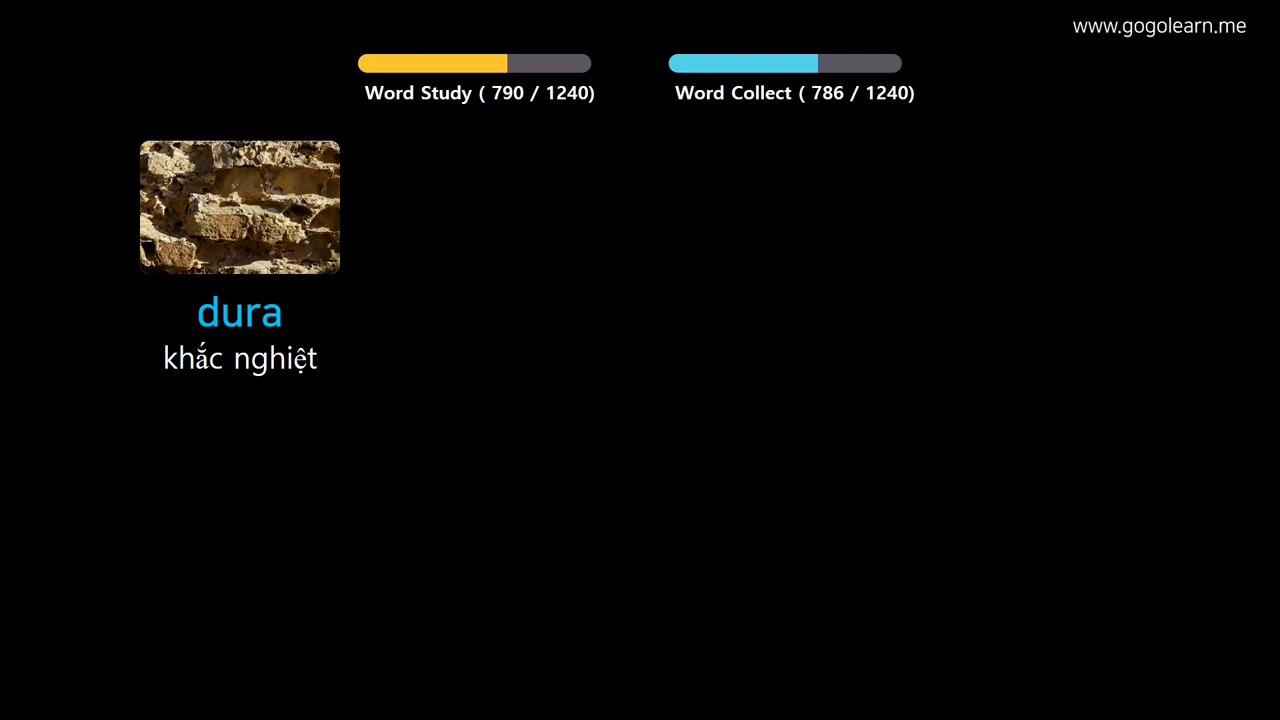 www.gogolearn.me
Word Study ( 790 / 1240)
Word Collect ( 786 / 1240)
dura
khắc nghiệt